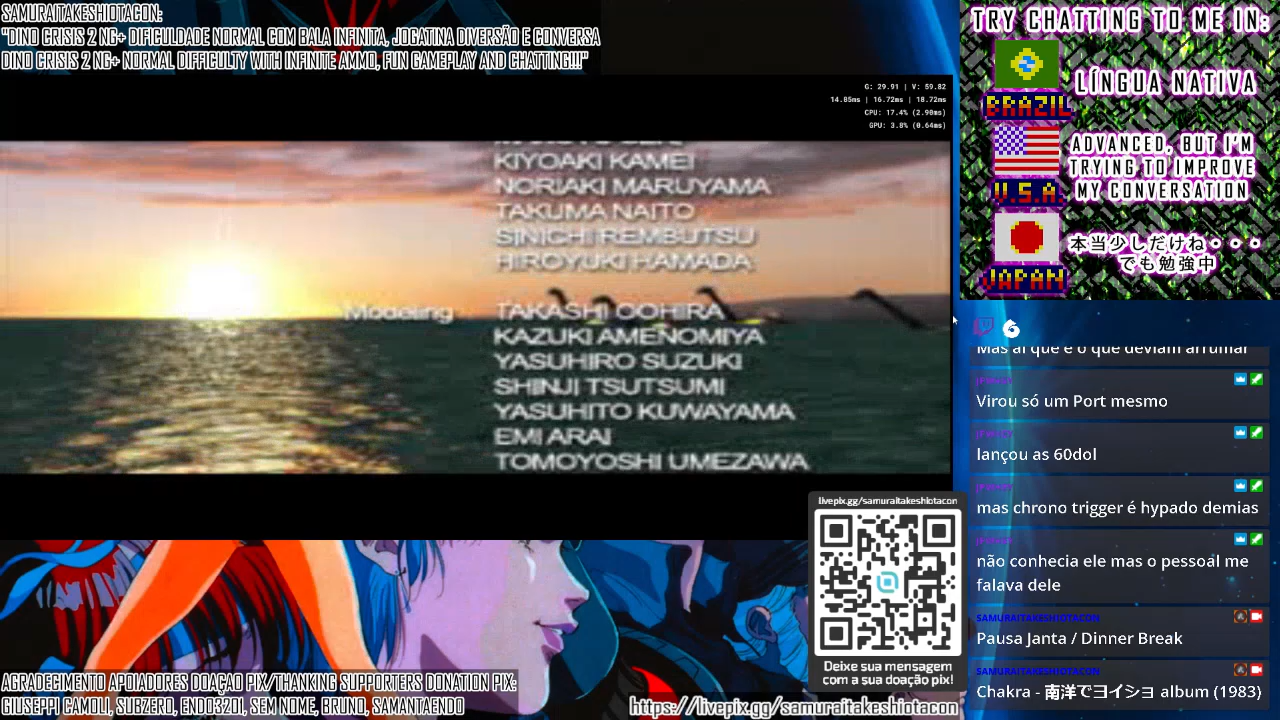 SAMURAITAKESHIOTACON:
"DINO CRISIS 2 NG+ DIFICULDADE NORMAL COM BALA INFINITA, JOGATINA DIVERSÃO E CONVERSA
DINO CRISIS 2 NG+ NORMAL DIFFICULTY WITH INFINITE AMMO, FUN GAMEPLAY AND CHATTING!!!"
G: 29.91 | V: 59.82
14.05ms | 16.72ms | 18.72ms
CPU: 17.4% (2.90ms)
GPU: 3.8% (0.64ms)
KIYOAKI KAMEI
NORIAKI MARUYAMA
TAKUMA NAITO
SINICHI REMBUTSU
HIROYUKI HAMADA
Modeling TAKASHI OOHIRA
KAZUKI AMENOMIYA
YASUHIRO SUZUKI
SHINJI TSUTSUMI
YASUHITO KUWAYAMA
EMI ARAI
TOMOYOSHI UMEZAWA
TRY CHATTING TO ME IN:
BRAZIL
LÍNGUA NATIVA
U.S.A.
ADVANCED, BUT I'M
TRYING TO IMPROVE
MY CONVERSATION
JAPAN
本当少しだけね・・・
でも勉強中
6
Mas ai que e o que deviam arrumar
Virou só um Port mesmo
lançou as 60dol
mas chrono trigger é hypado demias
não conhecia ele mas o pessoal me
falava dele
SAMURAITAKESHIOTACON
Pausa Janta / Dinner Break
SAMURAITAKESHIOTACON
Chakra - 南洋でヨイショ album (1983)
livepix.gg/samuraitakeshiotacon
Deixe sua mensagem
com a sua doação pix!
AGRADECIMENTO APOIADORES DOAÇAO PIX/ THANKING SUPPORTERS DONATION PIX:
GIUSEPPI CAMOLI, SUBZERO, ENDO3201, SEM NOME, BRUNO, SAMANTAENDO
https://livepix.gg/samuraitakeshiotacon